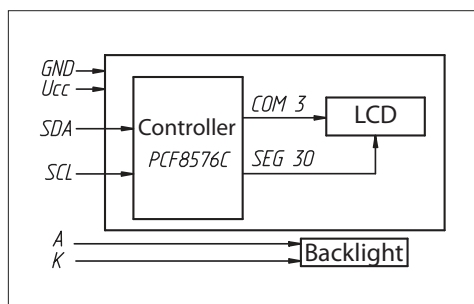 GND
Ucc
COM 3
LCD
SDA
Controller
PCF8576C
SEG 30
SCL
A
K
Backlight